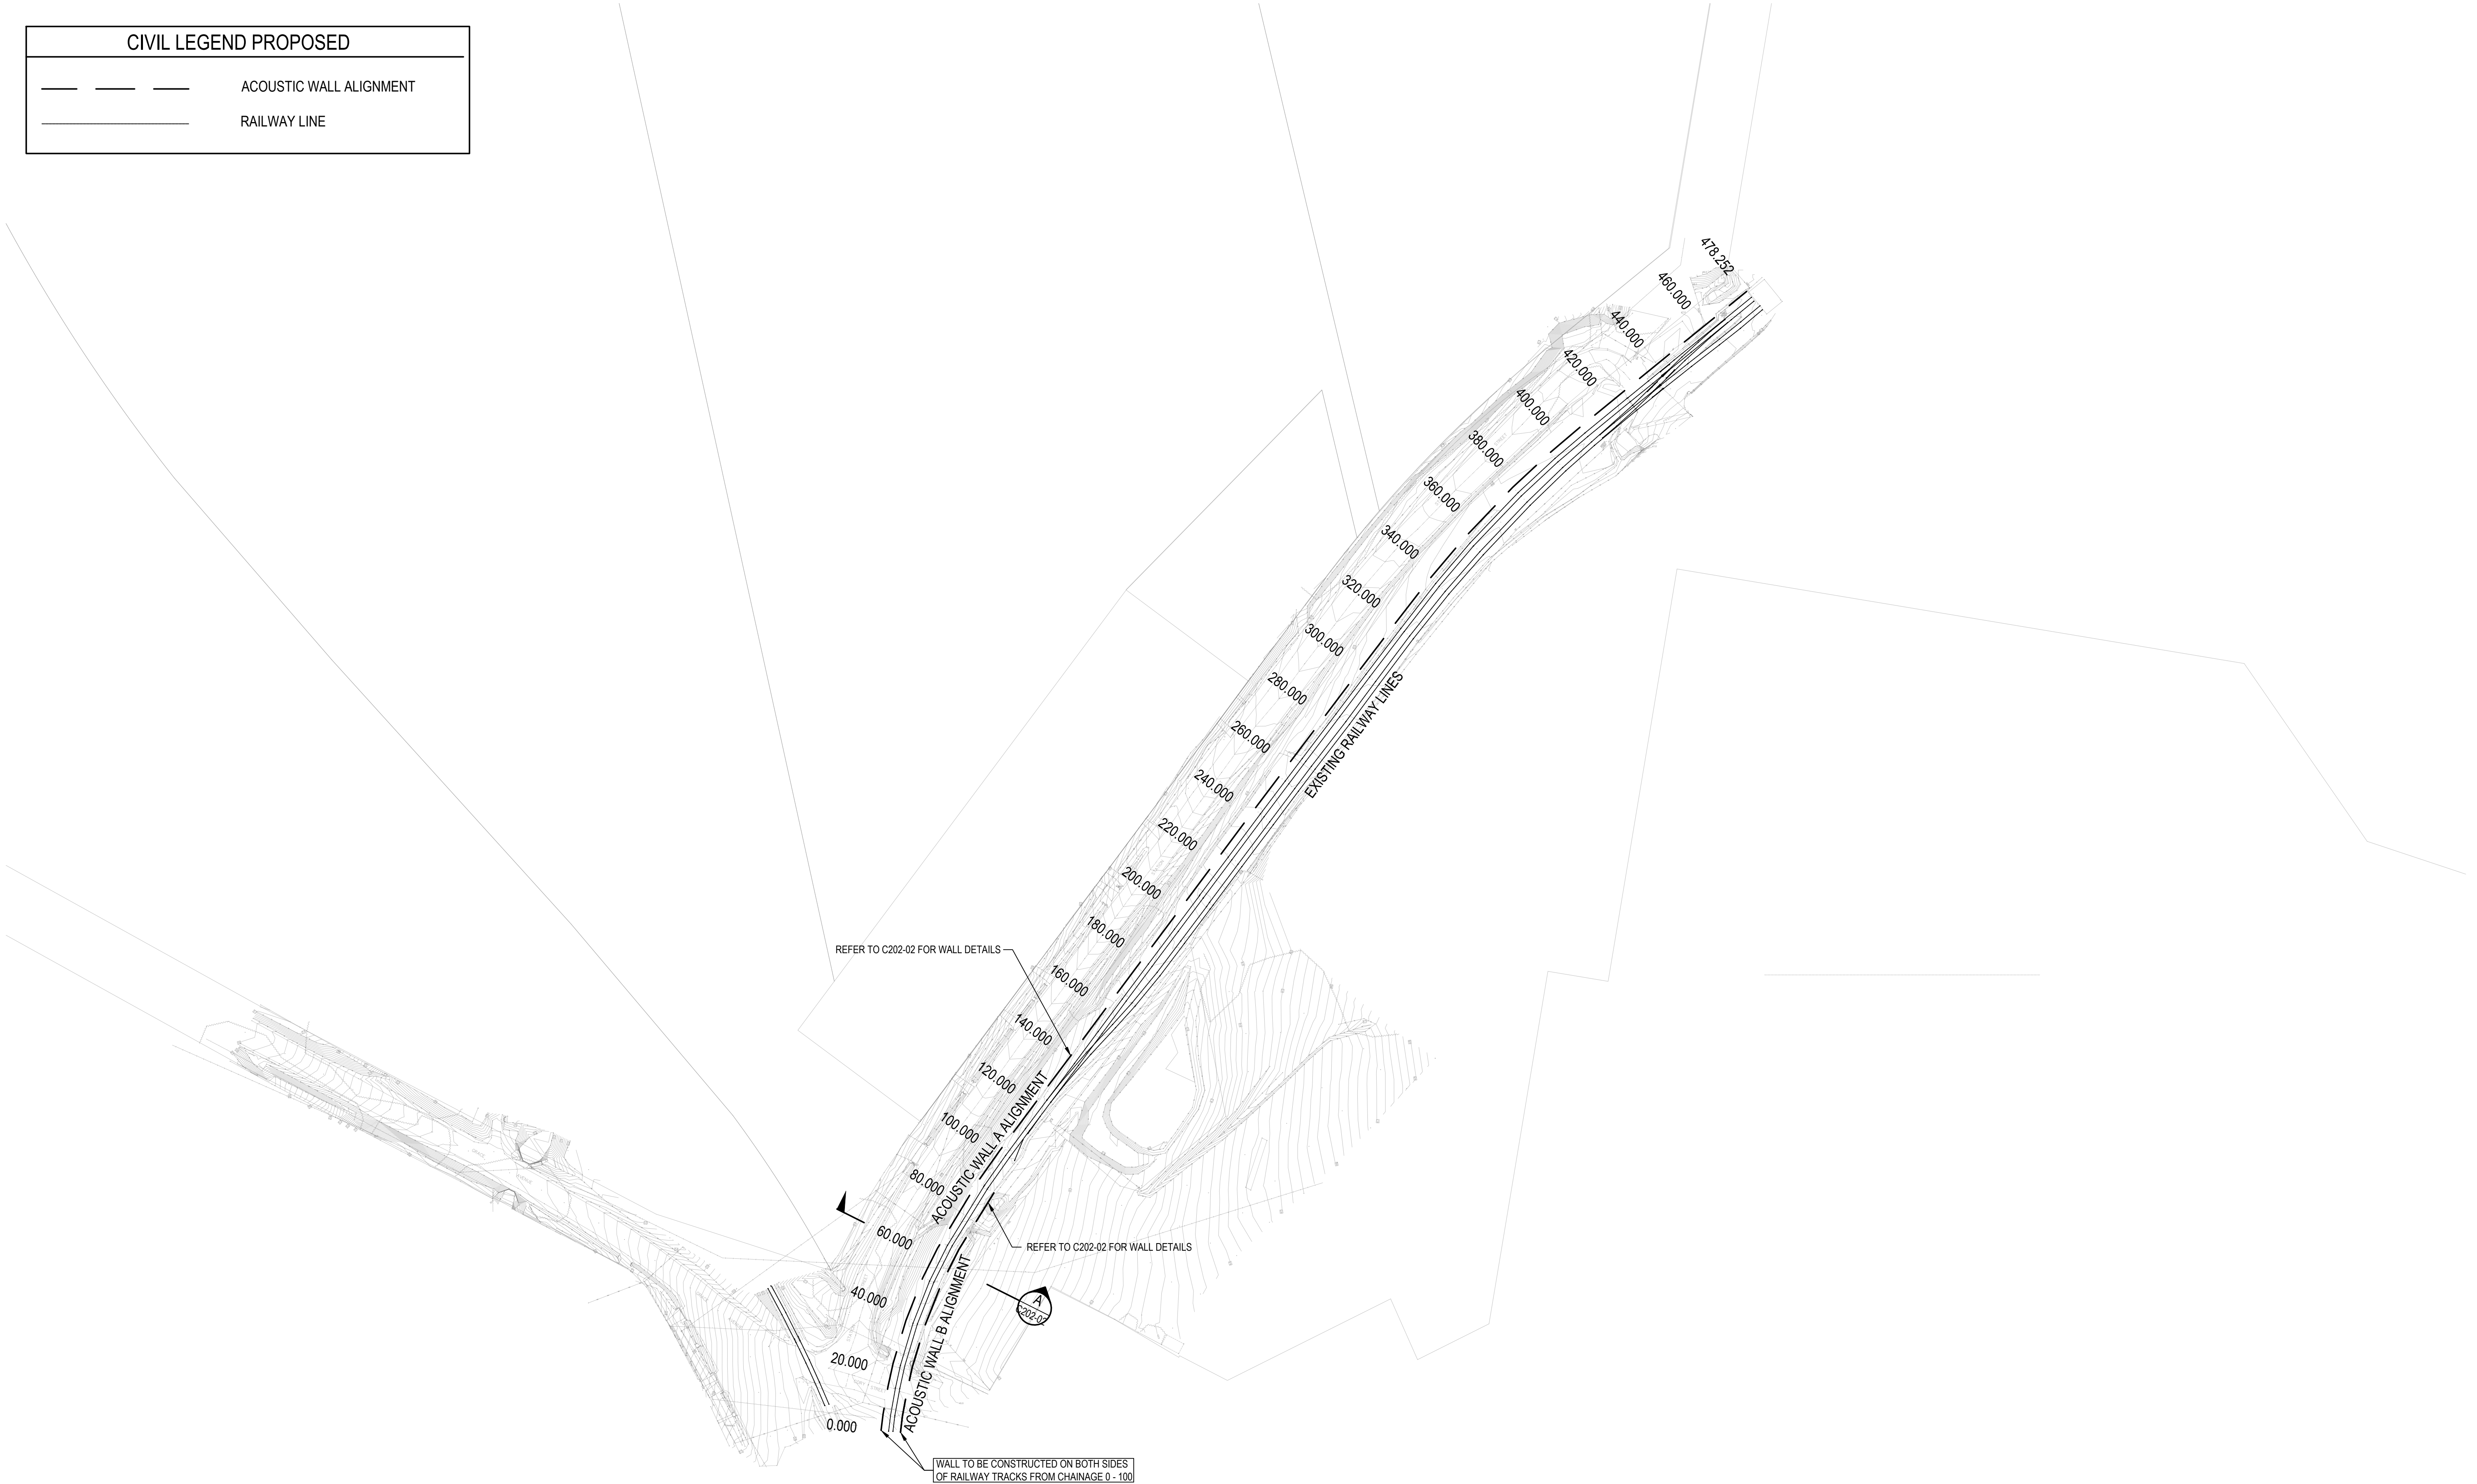 CIVIL LEGEND PROPOSED
ACOUSTIC WALL ALIGNMENT
RAILWAY LINE
478.252
460.000
440.000
420.000
400.000
380.000
360.000
340.000
320.000
300.000
280.000
260.000
EXISTING RAILWAY LINES
240.000
220.000
200.000
180.000
REFER TO C202-02 FOR WALL DETAILS
160.000
140.000
120.000
100.000
ACOUSTIC WALL A ALIGNMENT
80.000
60.000
REFER TO C202-02 FOR WALL DETAILS
40.000
A
C202-02
ACOUSTIC WALL B ALIGNMENT
20.000
0.000
WALL TO BE CONSTRUCTED ON BOTH SIDES
OF RAILWAY TRACKS FROM CHAINAGE 0 - 100